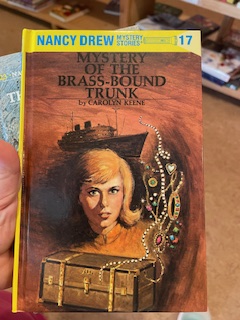 NANCY DREW MYSTERY STORIES 17
MYSTERY OF THE
BRASS-BOUND
TRUNK
by CAROLYN KEENE